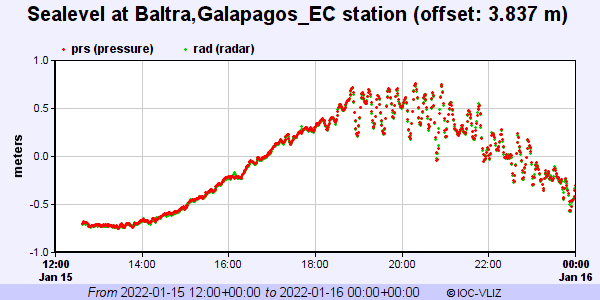 Sealevel at Baltra,Galapagos_EC station (offset: 3.837 m)
prs (pressure) rad (radar)
meters
1.0
0.5
0.0
-0.5
-1.0
12:00 14:00 16:00 18:00 20:00 22:00 00:00
Jan 15 Jan 16
From 2022-01-15 12:00+00:00 to 2022-01-16 00:00+00:00 © IOC-VLIZ